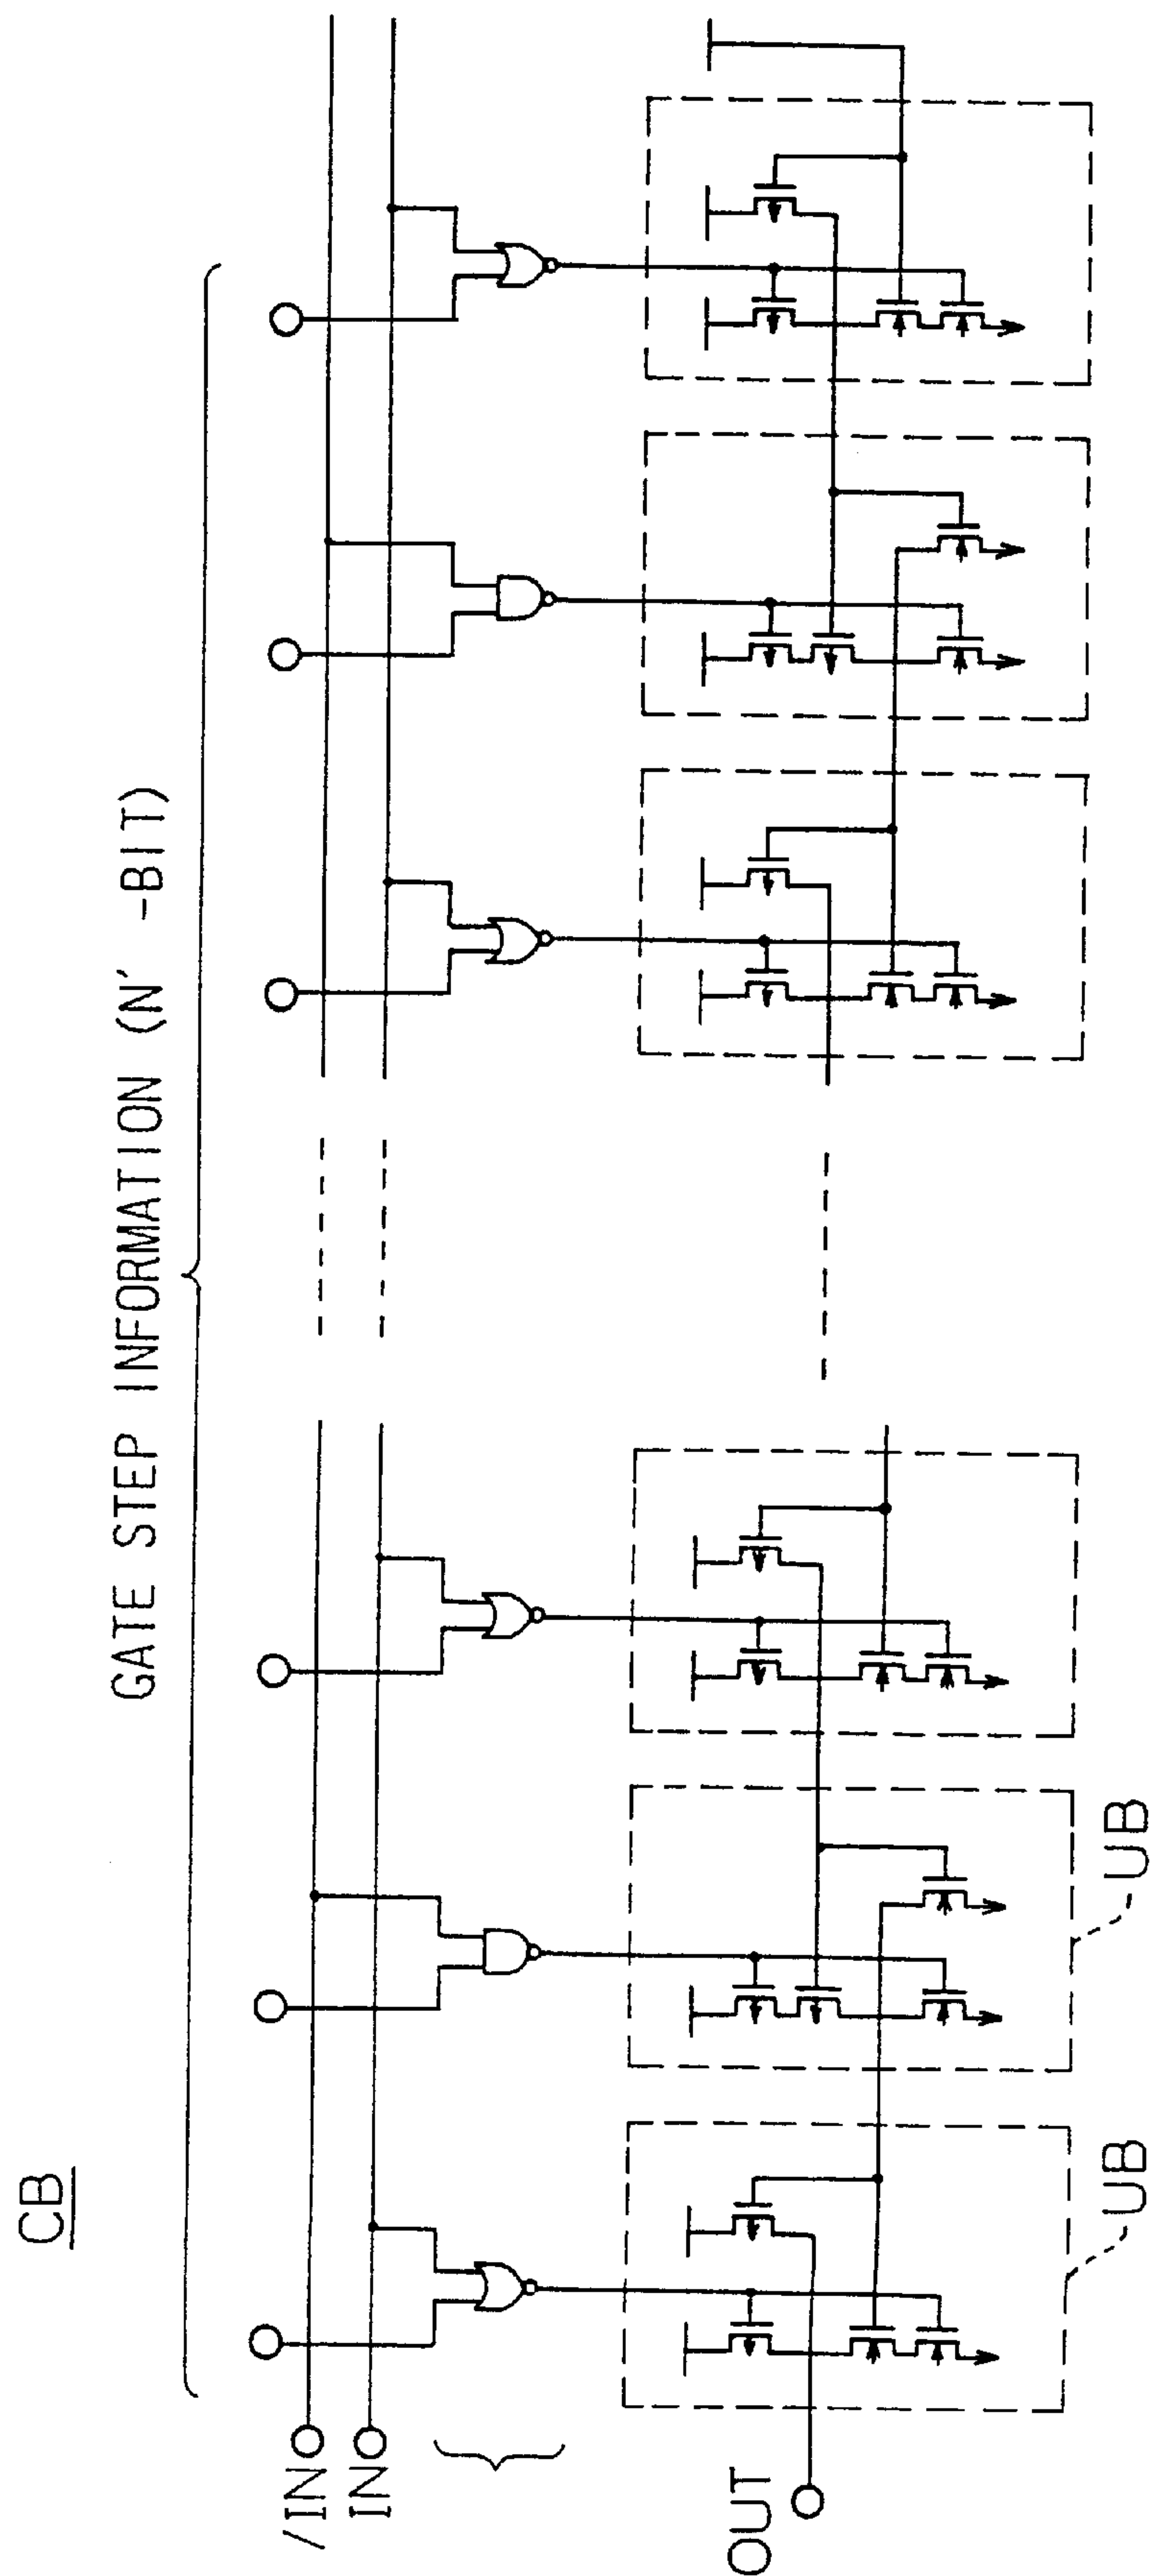 CB
GATE STEP INFORMATION (N′ -BIT)
/IN
IN
OUT
UB
UB